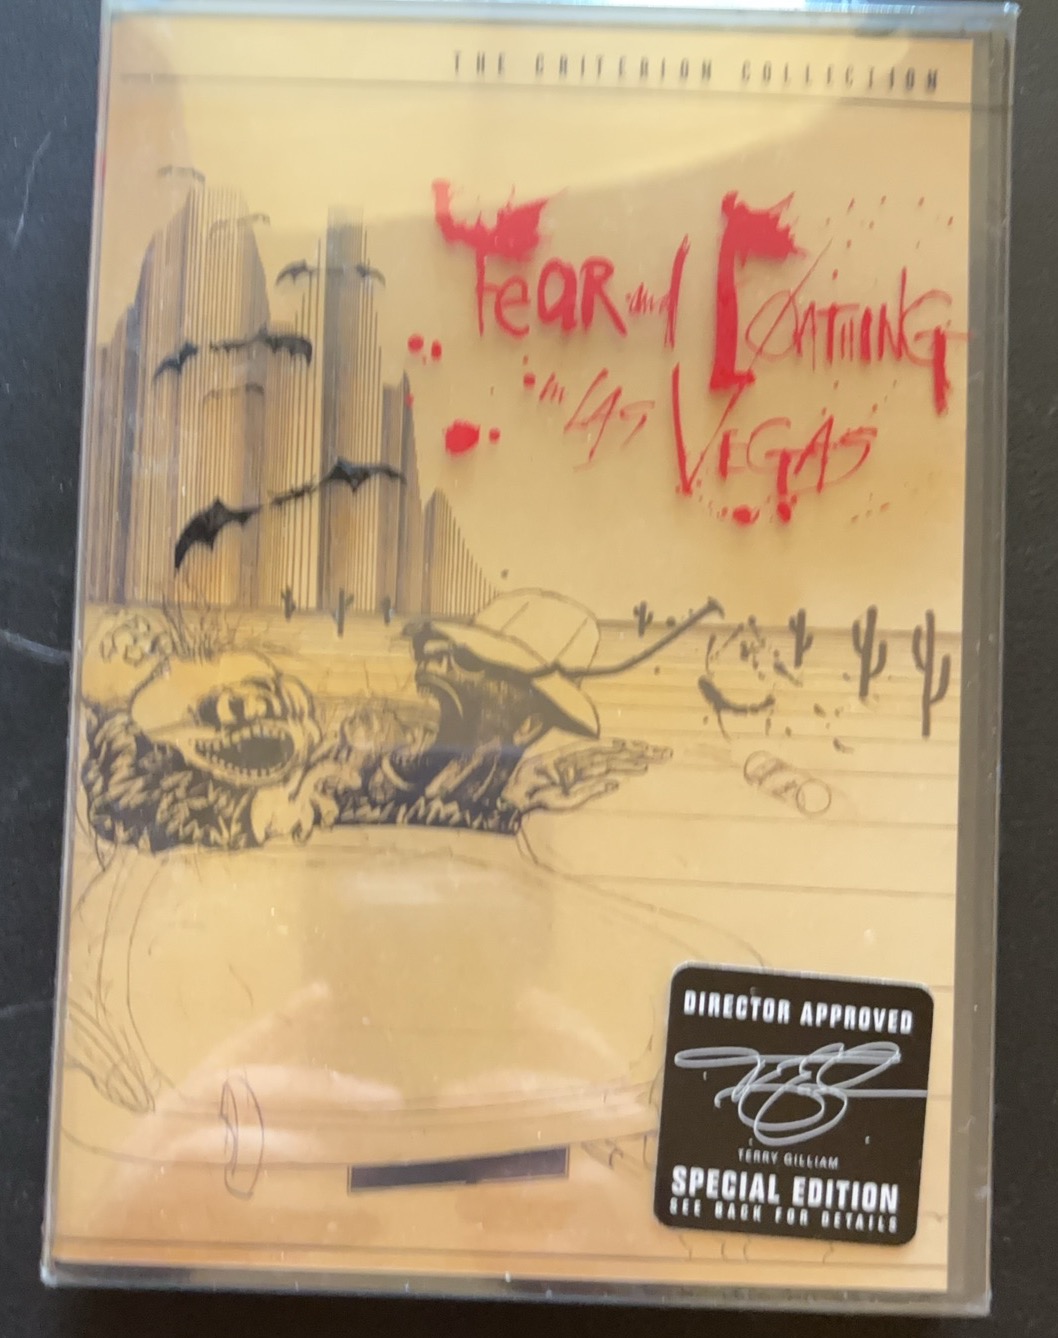 THE CRITERION COLLECTION
FEAR and LOATHING
in LAS VEGAS
DIRECTOR APPROVED
TERRY GILLIAM
SPECIAL EDITION
SEE BACK FOR DETAILS